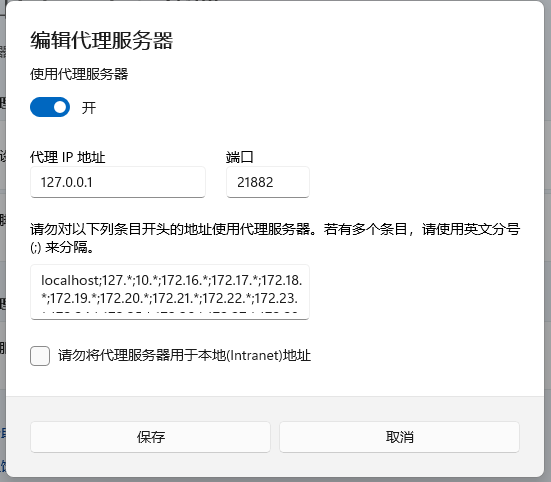 编辑代理服务器
使用代理服务器
开
代理 IP 地址
端口
127.0.0.1
21882
请勿对以下列条目开头的地址使用代理服务器。若有多个条目，请使用英文分号
(;) 来分隔。
localhost;127.*;10.*;172.16.*;172.17.*;172.18.
*;172.19.*;172.20.*;172.21.*;172.22.*;172.23.
请勿将代理服务器用于本地(Intranet)地址
保存
取消